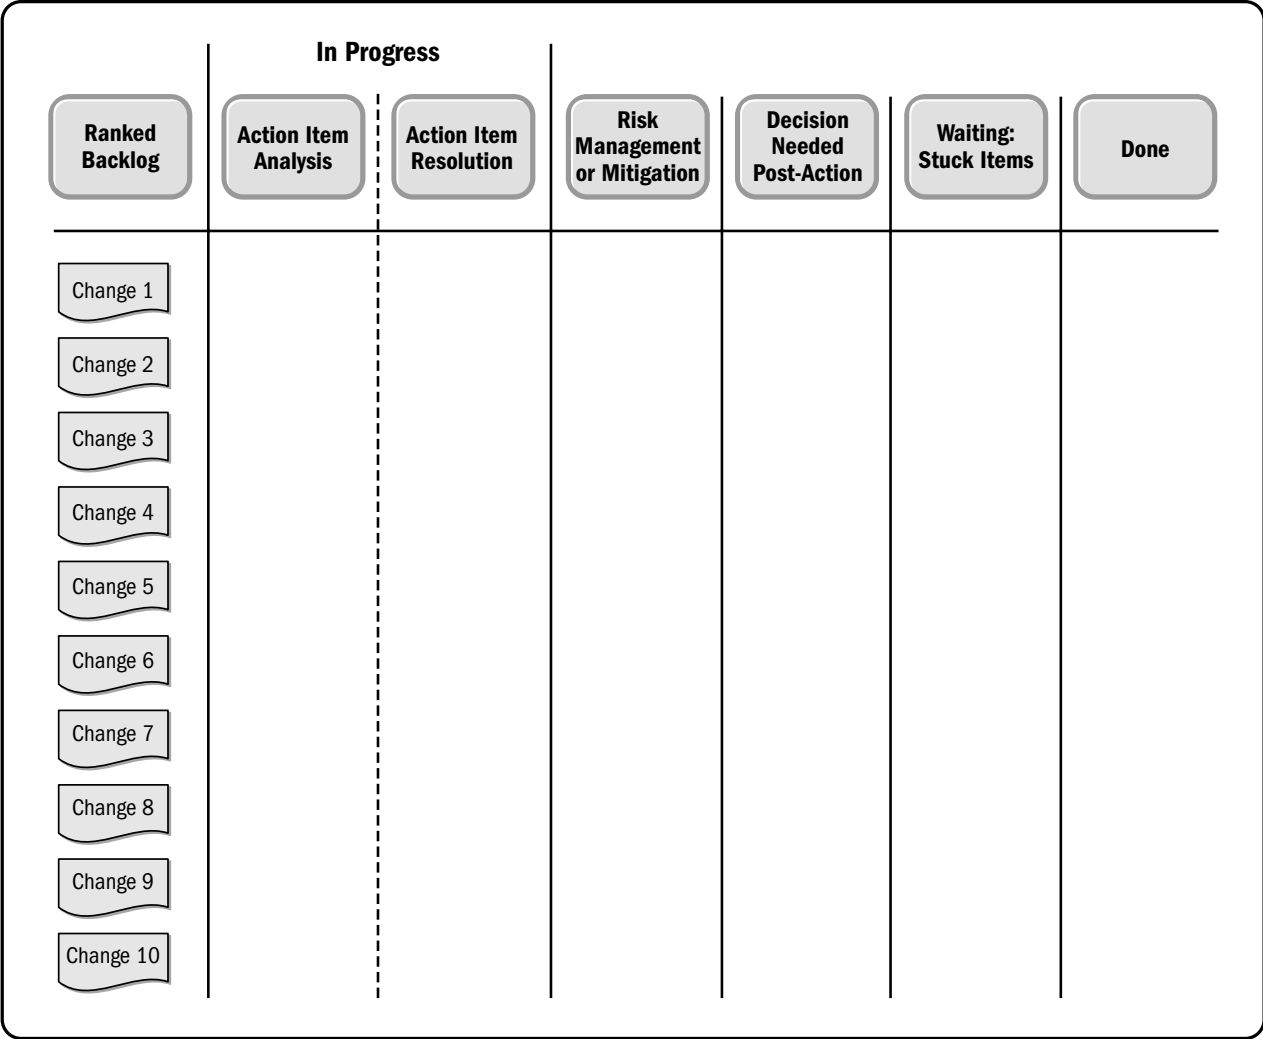 In Progress
Ranked
Backlog
Action Item
Analysis
Action Item
Resolution
Risk
Management
or Mitigation
Decision
Needed
Post-Action
Waiting:
Stuck Items
Done
Change 1
Change 2
Change 3
Change 4
Change 5
Change 6
Change 7
Change 8
Change 9
Change 10